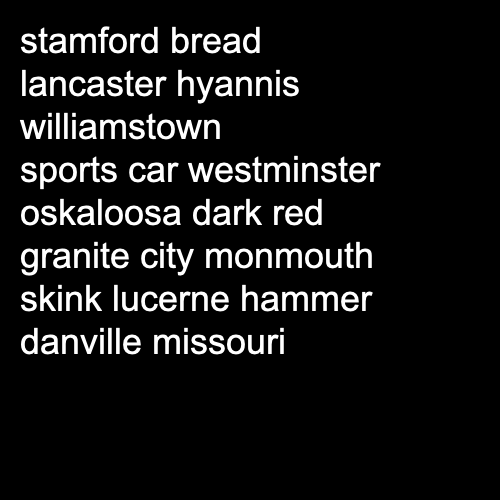 stamford bread
lancaster hyannis
williamstown
sports car westminster
oskaloosa dark red
granite city monmouth
skink lucerne hammer
danville missouri